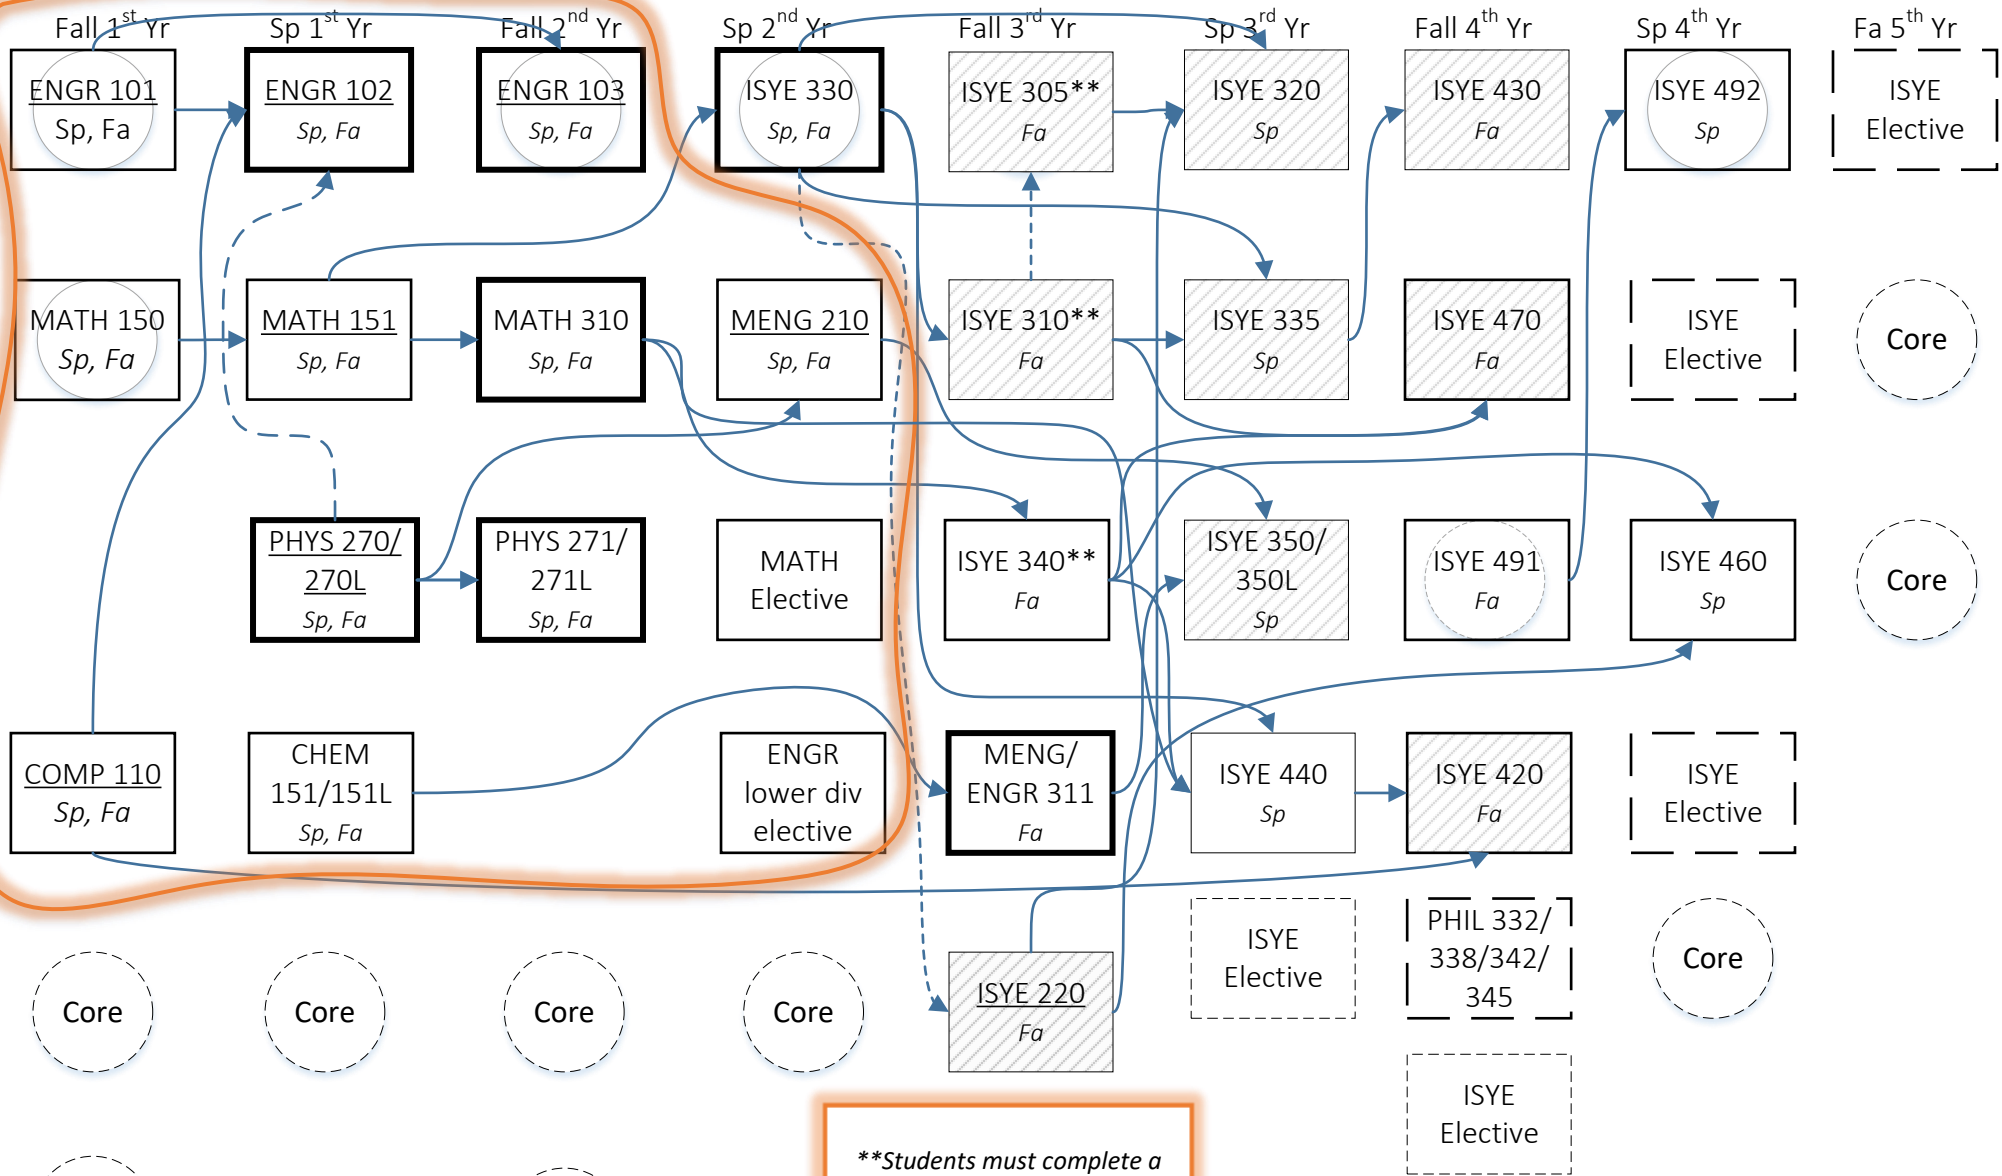 Fall 1st Yr
Sp 1st Yr
Fall 2nd Yr
Sp 2nd Yr
Fall 3rd Yr
Sp 3rd Yr
Fall 4th Yr
Sp 4th Yr
Fa 5th Yr
ENGR 101
Sp, Fa
ENGR 102
Sp, Fa
ENGR 103
Sp, Fa
ISYE 330
Sp, Fa
ISYE 305**
Fa
ISYE 320
Sp
ISYE 430
Fa
ISYE 492
Sp
ISYE
Elective
MATH 150
Sp, Fa
MATH 151
Sp, Fa
MATH 310
Sp, Fa
MENG 210
Sp, Fa
ISYE 310**
Fa
ISYE 335
Sp
ISYE 470
Fa
ISYE
Elective
Core
PHYS 270/
270L
Sp, Fa
PHYS 271/
271L
Sp, Fa
MATH
Elective
ISYE 340**
Fa
ISYE 350/
350L
Sp
ISYE 491
Fa
ISYE 460
Sp
Core
COMP 110
Sp, Fa
CHEM
151/151L
Sp, Fa
ENGR
lower div
elective
MENG/
ENGR 311
Fa
ISYE 440
Sp
ISYE 420
Fa
ISYE
Elective
Core
Core
Core
Core
ISYE 220
Fa
ISYE
Elective
PHIL 332/
338/342/
345
Core
ISYE
Elective
**Students must complete a